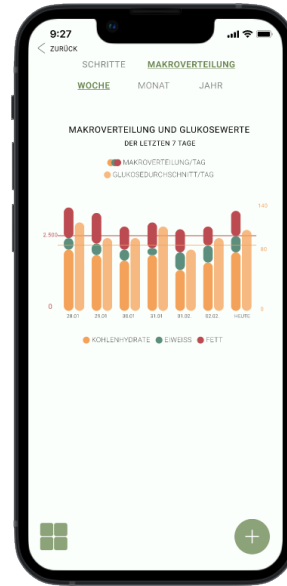 9:27
ZURÜCK
SCHRITTE MAKROVERTEILUNG
WOCHE MONAT JAHR
MAKROVERTEILUNG UND GLUKOSEWERTE
DER LETZTEN 7 TAGE
MAKROVERTEILUNG/TAG
GLUKOSEDURCHSCHNITT/TAG
140
2.500
80
0 0
28.01 29.01 30.01 31.01 01.02 02.02 HEUTE
KOHLENHYDRATE EIWEISS FETT